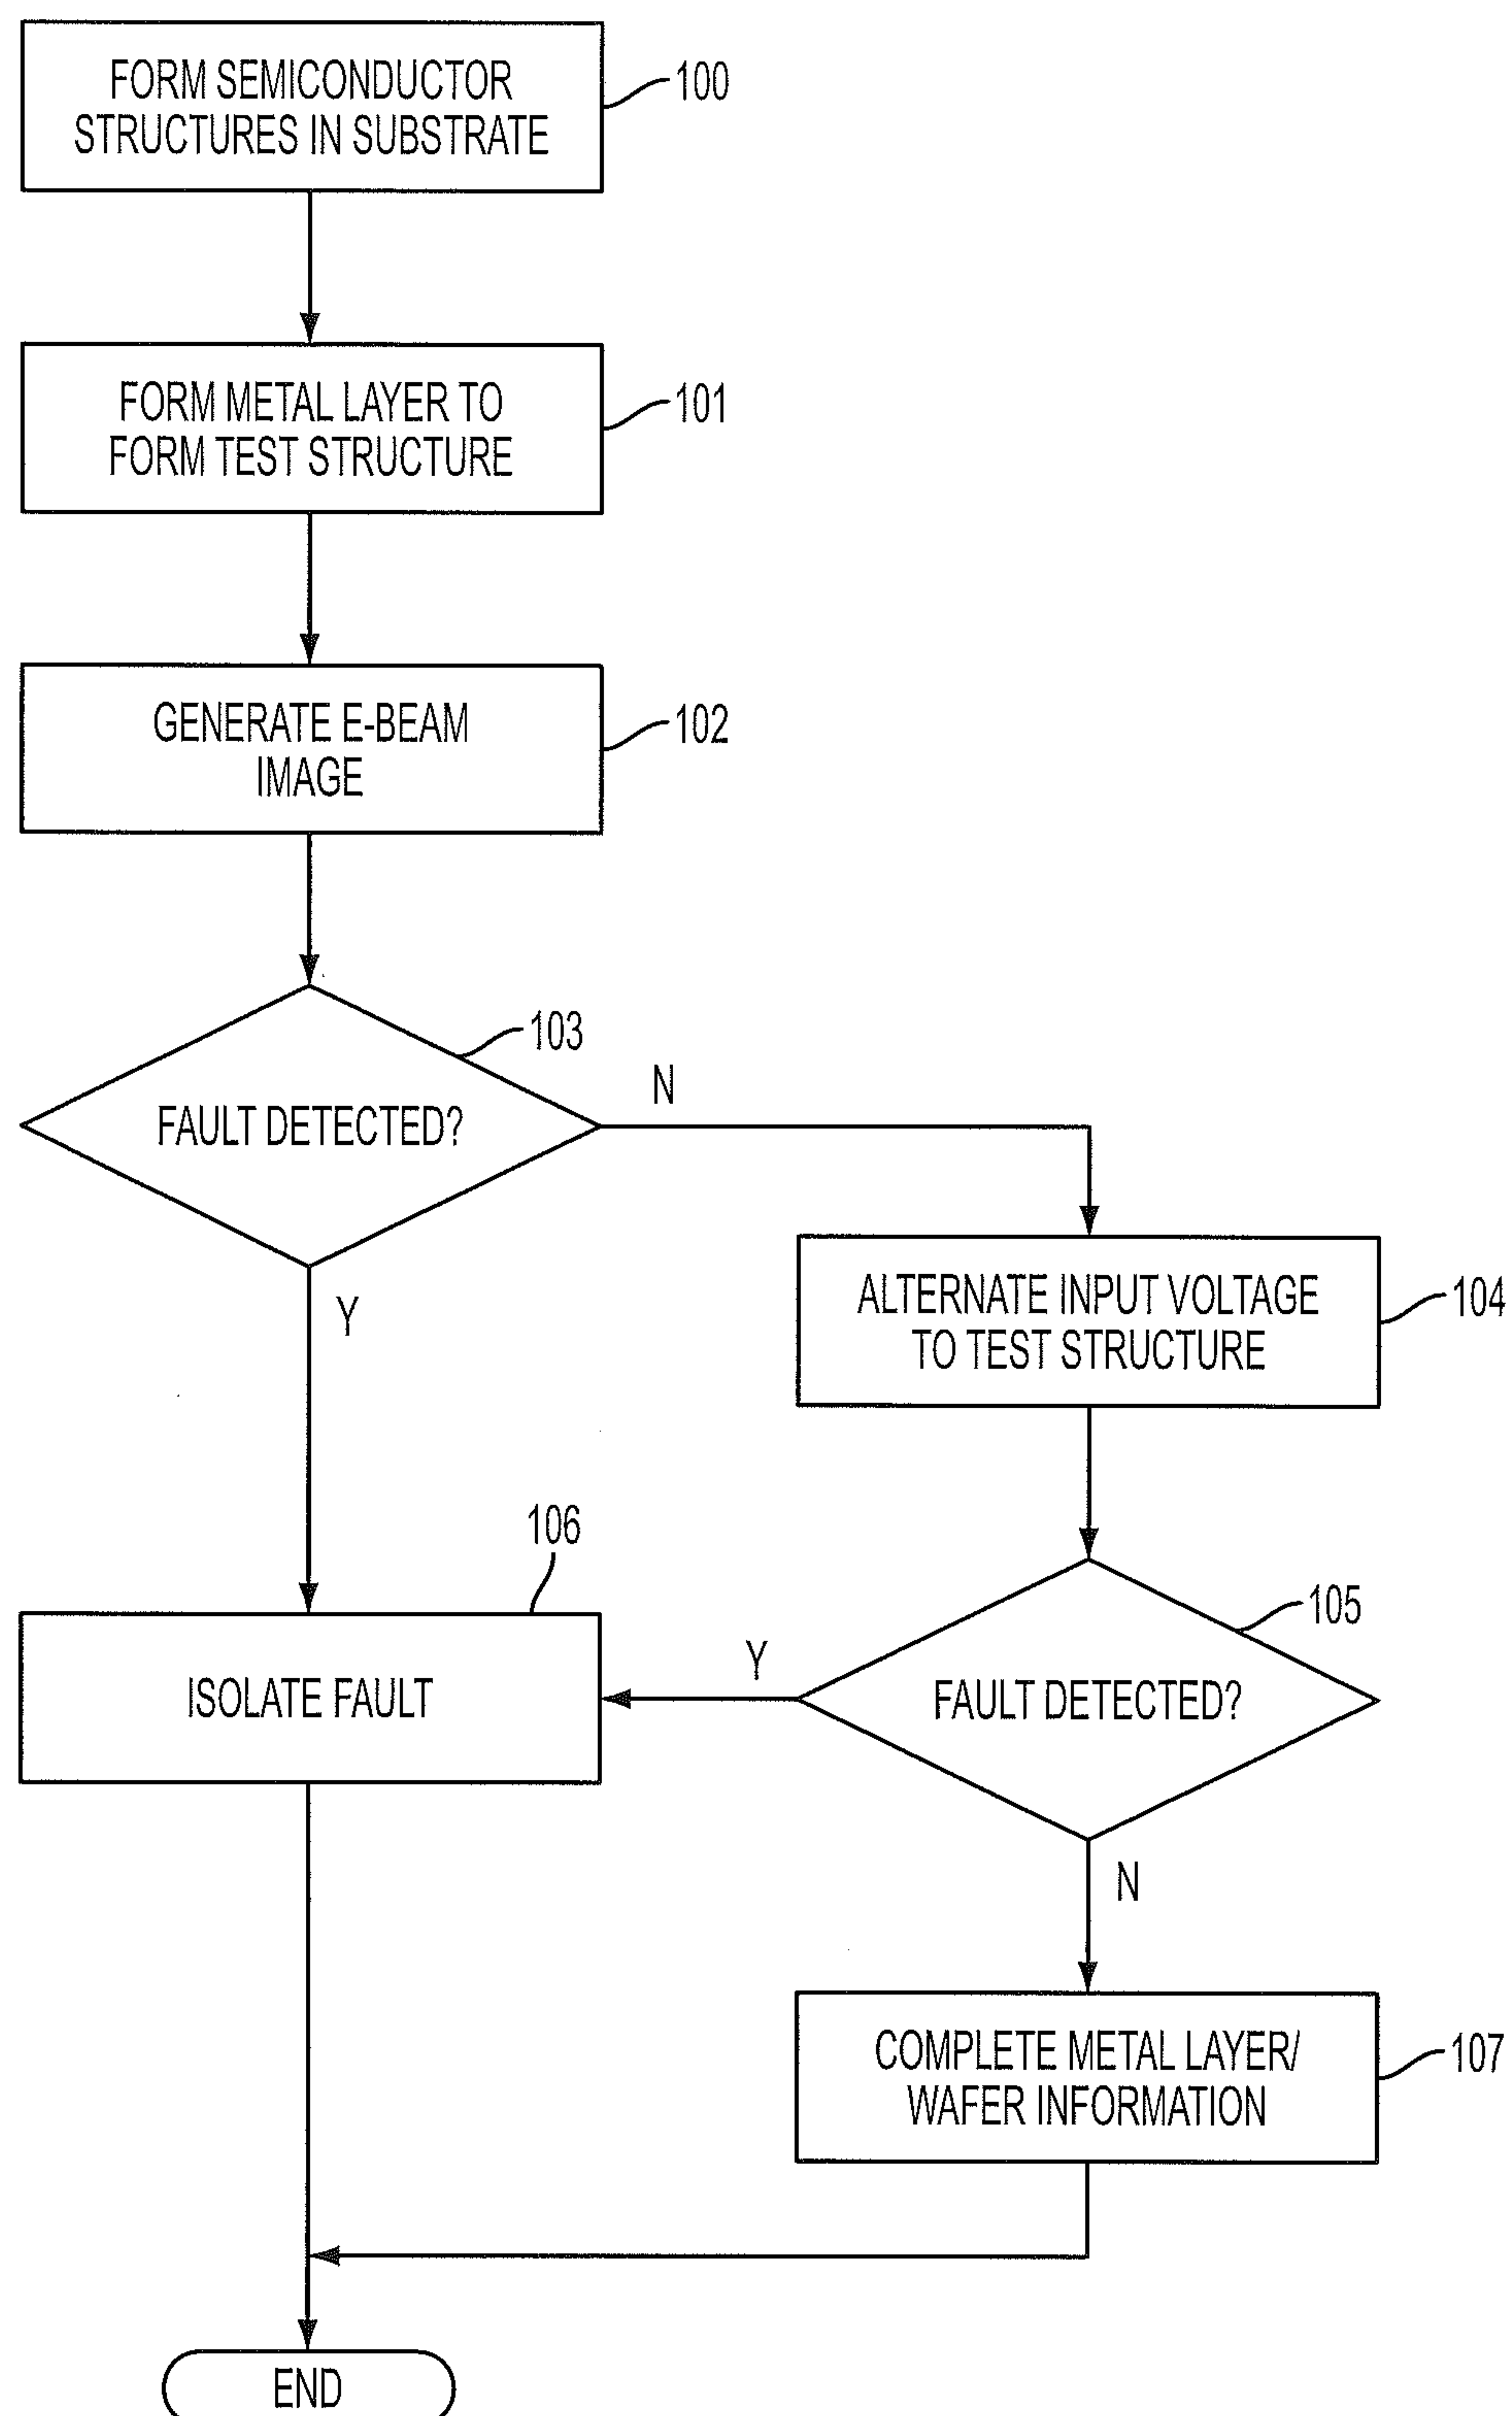 FORM SEMICONDUCTOR
STRUCTURES IN SUBSTRATE
100
FORM METAL LAYER TO
FORM TEST STRUCTURE
101
GENERATE E-BEAM
IMAGE
102
103
FAULT DETECTED?
N
Y
ALTERNATE INPUT VOLTAGE
TO TEST STRUCTURE
104
106
ISOLATE FAULT
105
Y
FAULT DETECTED?
N
COMPLETE METAL LAYER/
WAFER INFORMATION
107
END